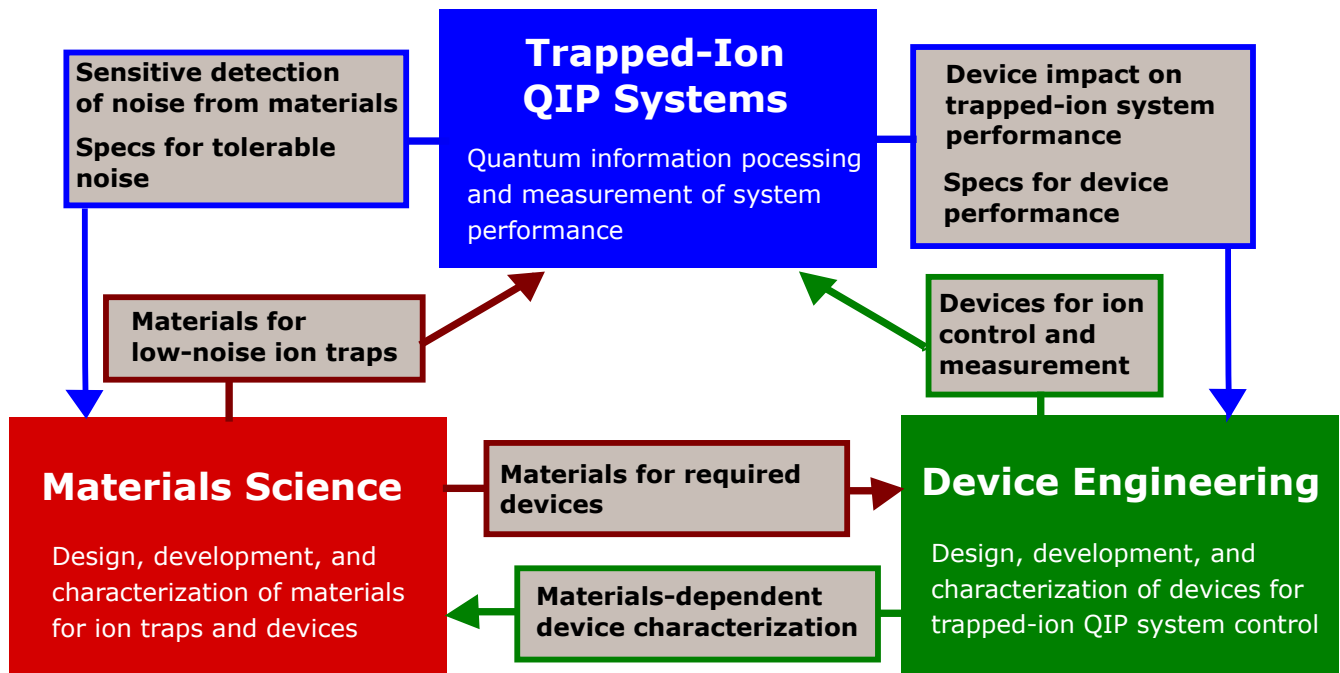 Trapped-Ion
QIP Systems
Quantum information pocessing
and measurement of system
performance
Sensitive detection
of noise from materials
Specs for tolerable
noise
Device impact on
trapped-ion system
performance
Specs for device
performance
Materials for
low-noise ion traps
Devices for ion
control and
measurement
Materials Science
Design, development, and
characterization of materials
for ion traps and devices
Materials for required
devices
Materials-dependent
device characterization
Device Engineering
Design, development, and
characterization of devices for
trapped-ion QIP system control